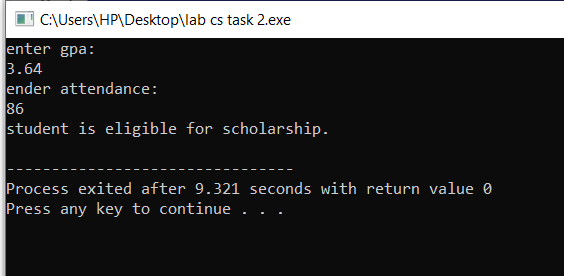 C:\Users\HP\Desktop\lab cs task 2.exe
enter gpa:
3.64
ender attendance:
86
student is eligible for scholarship.
--------------------------------
Process exited after 9.321 seconds with return value 0
Press any key to continue . . .